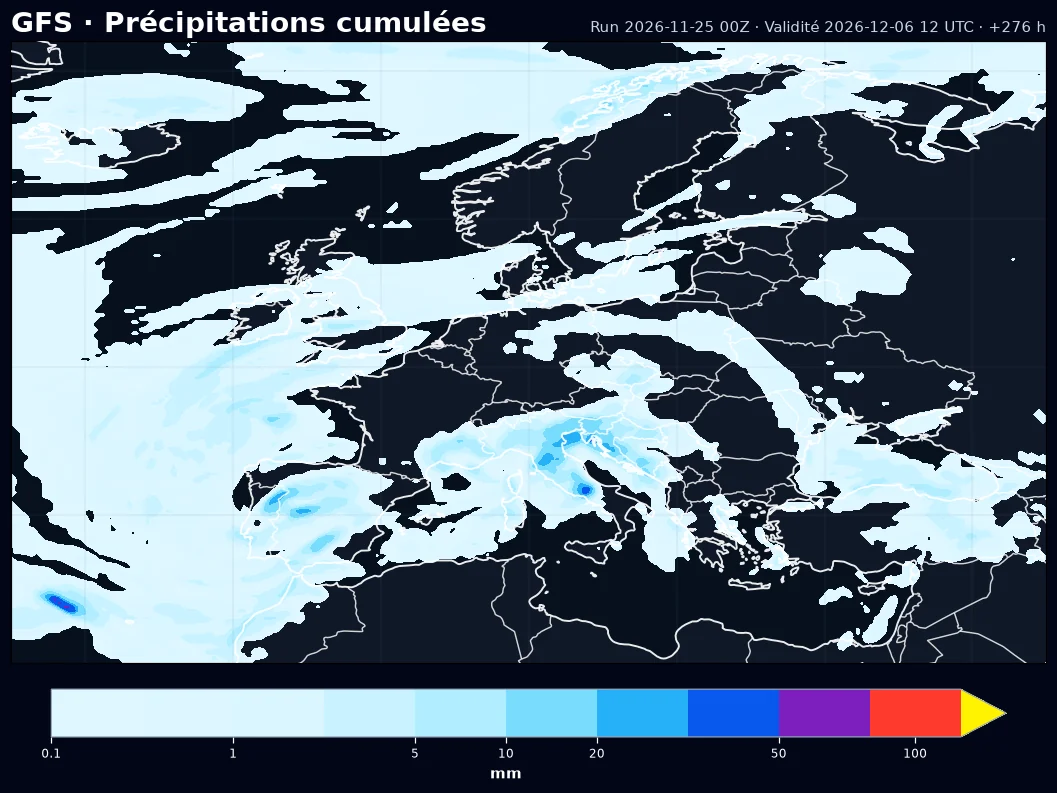 GFS · Précipitations cumulées
Run 2026-11-25 00Z · Validité 2026-12-06 12 UTC · +276 h
0.1 1 5 10 20 50 100
mm